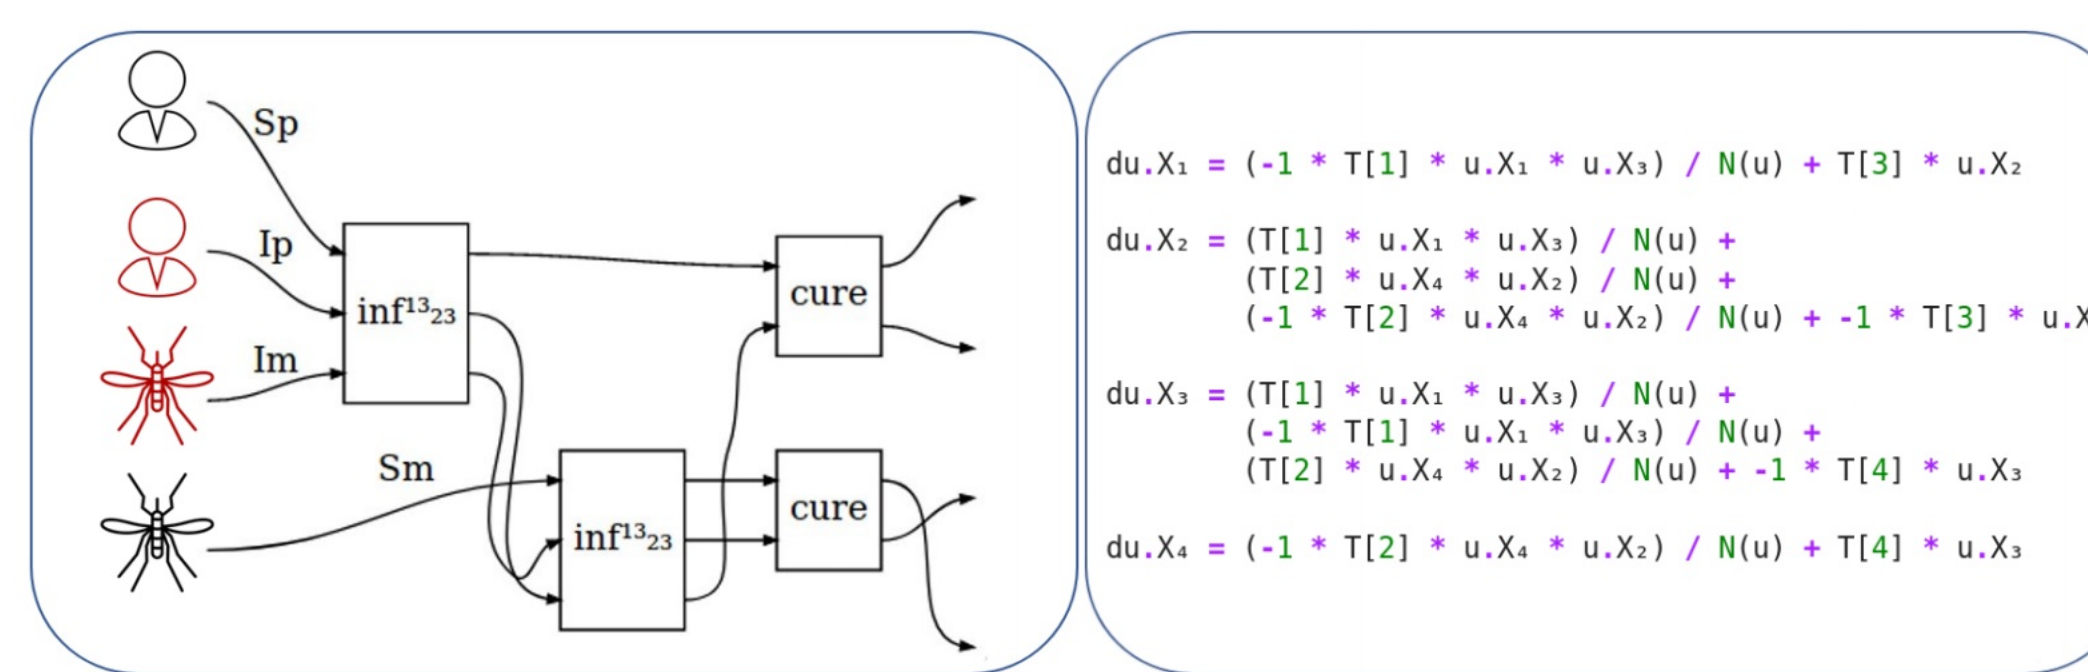 Sp
Ip
Im
Sm
inf¹³₂₃
cure
inf¹³₂₃
cure
du.X₁ = (-1 * T[1] * u.X₁ * u.X₃) / N(u) + T[3] * u.X₂
du.X₂ = (T[1] * u.X₁ * u.X₃) / N(u) +
(T[2] * u.X₄ * u.X₂) / N(u) +
(-1 * T[2] * u.X₄ * u.X₂) / N(u) + -1 * T[3] * u.X
du.X₃ = (T[1] * u.X₁ * u.X₃) / N(u) +
(-1 * T[1] * u.X₁ * u.X₃) / N(u) +
(T[2] * u.X₄ * u.X₂) / N(u) + -1 * T[4] * u.X₃
du.X₄ = (-1 * T[2] * u.X₄ * u.X₂) / N(u) + T[4] * u.X₃